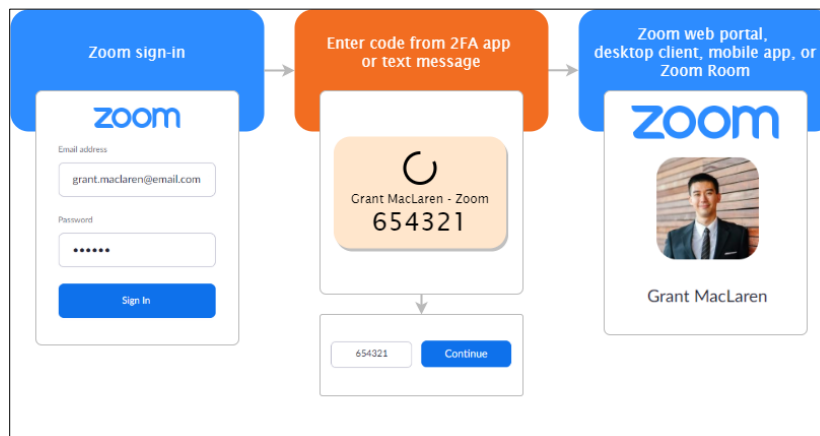 Zoom sign-in
zoom
Email address
grant.maclaren@email.com
Password
••••••
Sign In
Enter code from 2FA app
or text message
Grant MacLaren - Zoom
654321
654321
Continue
Zoom web portal,
desktop client, mobile app, or
Zoom Room
zoom
Grant MacLaren